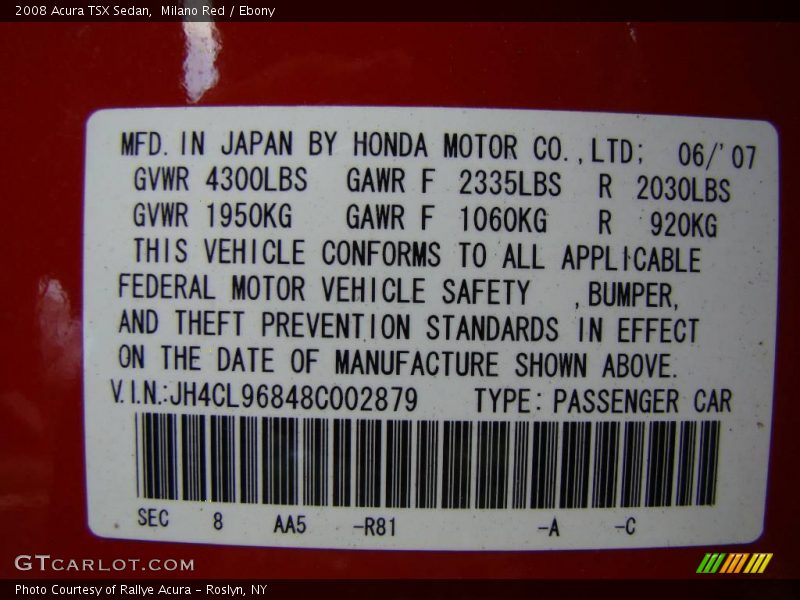 2008 Acura TSX Sedan, Milano Red / Ebony
MFD. IN JAPAN BY HONDA MOTOR CO.,LTD; 06/'07
GVWR 4300LBS GAWR F 2335LBS R 2030LBS
GVWR 1950KG GAWR F 1060KG R 920KG
THIS VEHICLE CONFORMS TO ALL APPLICABLE
FEDERAL MOTOR VEHICLE SAFETY ,BUMPER,
AND THEFT PREVENTION STANDARDS IN EFFECT
ON THE DATE OF MANUFACTURE SHOWN ABOVE.
V.I.N.:JH4CL96848C002879 TYPE: PASSENGER CAR
SEC 8 AA5 -R81 -A -C
GTCARLOT.COM
Photo Courtesy of Rallye Acura - Roslyn, NY